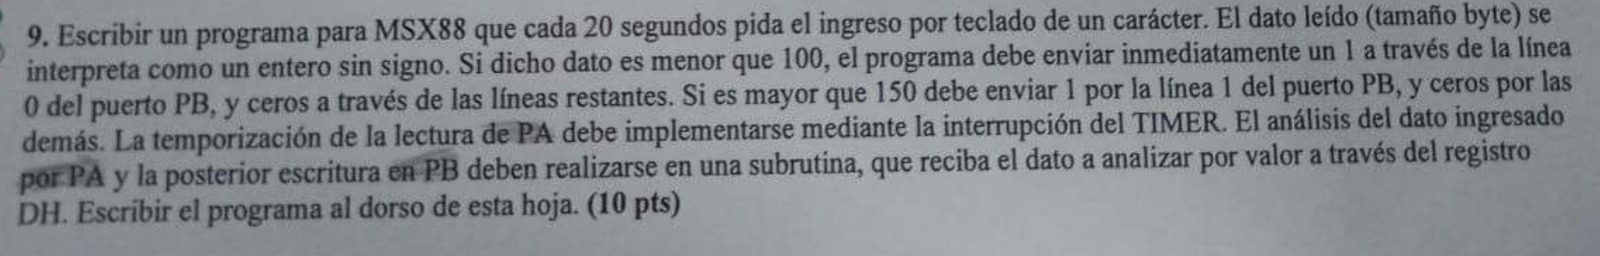 9. Escribir un programa para MSX88 que cada 20 segundos pida el ingreso por teclado de un carácter. El dato leído (tamaño byte) se
interpreta como un entero sin signo. Si dicho dato es menor que 100, el programa debe enviar inmediatamente un 1 a través de la línea
0 del puerto PB, y ceros a través de las líneas restantes. Si es mayor que 150 debe enviar 1 por la línea 1 del puerto PB, y ceros por las
demás. La temporización de la lectura de PA debe implementarse mediante la interrupción del TIMER. El análisis del dato ingresado
por PA y la posterior escritura en PB deben realizarse en una subrutina, que reciba el dato a analizar por valor a través del registro
DH. Escribir el programa al dorso de esta hoja. (10 pts)